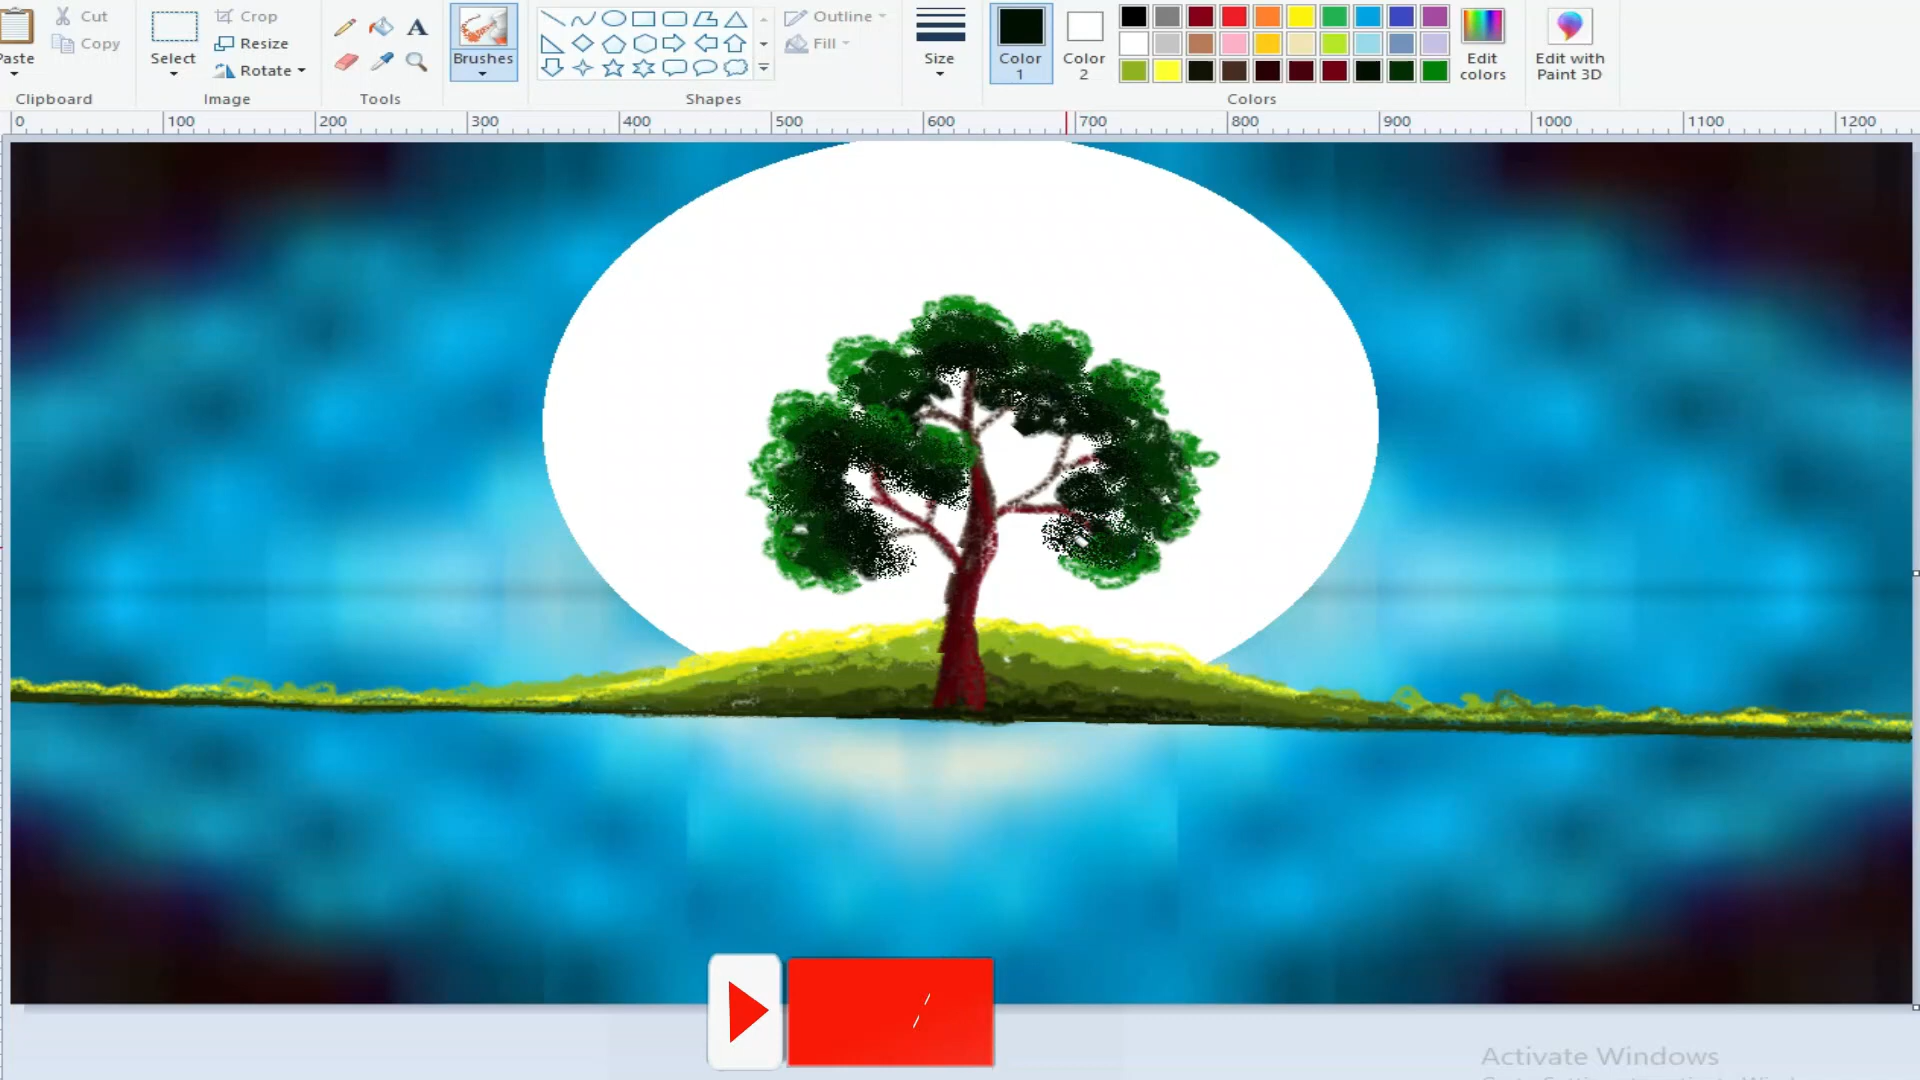 Cut
Copy
Paste
Clipboard
Select
Crop
Resize
Rotate
Image
A
Tools
Brushes
Shapes
Outline
Fill
Size
Color
1
Color
2
Colors
Edit
colors
Edit with
Paint 3D
0 100 200 300 400 500 600 700 800 900 1000 1100 1200
Activate Windows